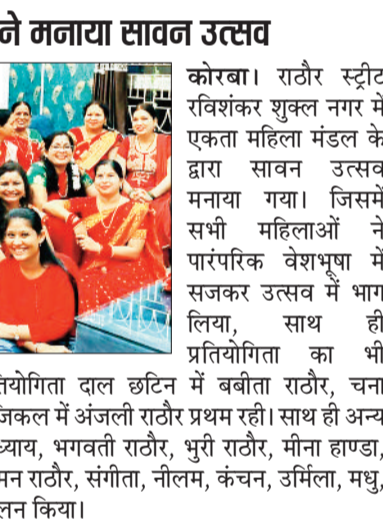 ने मनाया सावन उत्सव
कोरबा। राठौर स्ट्रीट
रविशंकर शुक्ल नगर में
एकता महिला मंडल के
द्वारा सावन उत्सव
मनाया गया। जिसमें
सभी महिलाओं ने
पारंपरिक वेशभूषा में
सजकर उत्सव में भाग
लिया, साथ ही
प्रतियोगिता का भी
तियोगिता दाल छटिन में बबीता राठौर, चना
जिकल में अंजली राठौर प्रथम रही। साथ ही अन्य
ध्याय, भगवती राठौर, भुरी राठौर, मीना हाण्डा,
मन राठौर, संगीता, नीलम, कंचन, उर्मिला, मधु,
लन किया।